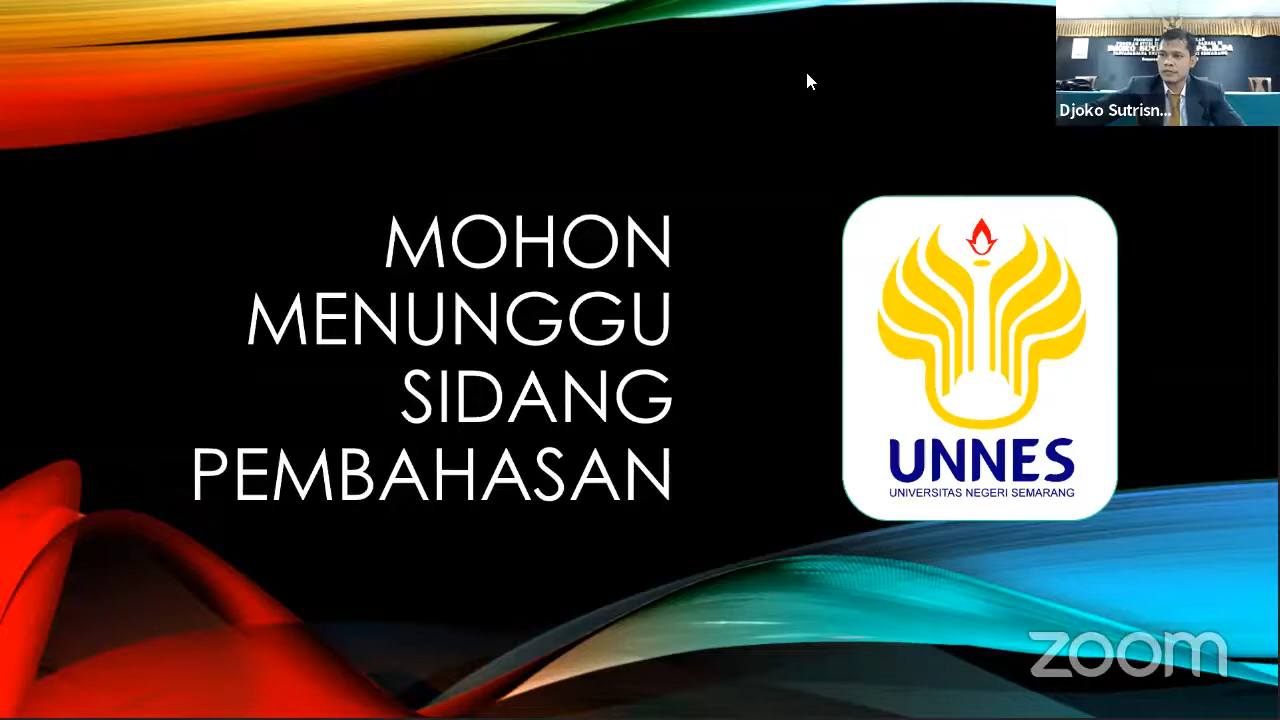 Djoko Sutrisn...
MOHON
MENUNGGU
SIDANG
PEMBAHASAN
UNNES
UNIVERSITAS NEGERI SEMARANG
zoom